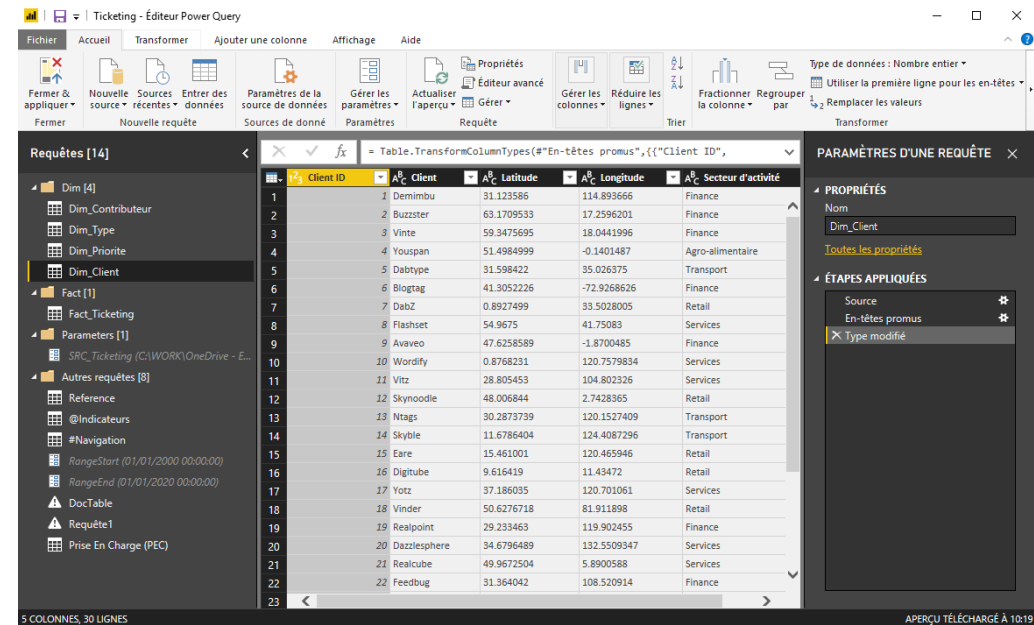 Ticketing - Éditeur Power Query
Fichier Accueil Transformer Ajouter une colonne Affichage Aide
Fermer & appliquer
Nouvelle source
Sources récentes
Entrer des données
Paramètres de la source de données
Gérer les paramètres
Actualiser l'aperçu
Propriétés
Éditeur avancé
Gérer
Gérer les colonnes
Réduire les lignes
Fractionner la colonne
Regrouper par
Type de données : Nombre entier
Utiliser la première ligne pour les en-têtes
Remplacer les valeurs
Fermer Nouvelle requête Sources de donné Paramètres Requête Trier Transformer
Requêtes [14]
Dim [4]
Dim_Contributeur
Dim_Type
Dim_Priorite
Dim_Client
Fact [1]
Fact_Ticketing
Parameters [1]
SRC_Ticketing (C:\WORK\OneDrive - E...
Autres requêtes [8]
Reference
@Indicateurs
#Navigation
RangeStart (01/01/2000 00:00:00)
RangeEnd (01/01/2020 00:00:00)
DocTable
Requête1
Prise En Charge (PEC)
fx = Table.TransformColumnTypes(#"En-têtes promus",{{"Client ID",
123 Client ID ABC Client ABC Latitude ABC Longitude ABC Secteur d'activité
1 1 Demimbu 31.123586 114.893666 Finance
2 2 Buzzster 63.1709533 17.2596201 Finance
3 3 Vinte 59.3475695 18.0441996 Finance
4 4 Youspan 51.4984999 -0.1401487 Agro-alimentaire
5 5 Dabtype 31.598422 35.026375 Transport
6 6 Blogtag 41.3052226 -72.9268626 Finance
7 7 DabZ 0.8927499 33.5028005 Retail
8 8 Flashset 54.9675 41.75083 Services
9 9 Avaveo 47.6258589 -1.8700485 Finance
10 10 Wordify 0.8768231 120.7579834 Services
11 11 Vitz 28.805453 104.802326 Services
12 12 Skynoodle 48.006844 2.7428365 Retail
13 13 Ntags 30.2873739 120.1527409 Transport
14 14 Skyble 11.6786404 124.4087296 Transport
15 15 Eare 15.461001 120.465946 Retail
16 16 Digitube 9.616419 11.43472 Retail
17 17 Yotz 37.186035 120.701061 Services
18 18 Vinder 50.6276718 81.911898 Retail
19 19 Realpoint 29.233463 119.902455 Finance
20 20 Dazzlesphere 34.6796489 132.5509347 Services
21 21 Realcube 49.9672504 5.8900588 Services
22 22 Feedbug 31.364042 108.520914 Finance
23
PARAMÈTRES D'UNE REQUÊTE
PROPRIÉTÉS
Nom
Dim_Client
Toutes les propriétés
ÉTAPES APPLIQUÉES
Source
En-têtes promus
Type modifié
5 COLONNES, 30 LIGNES
APERÇU TÉLÉCHARGÉ À 10:19